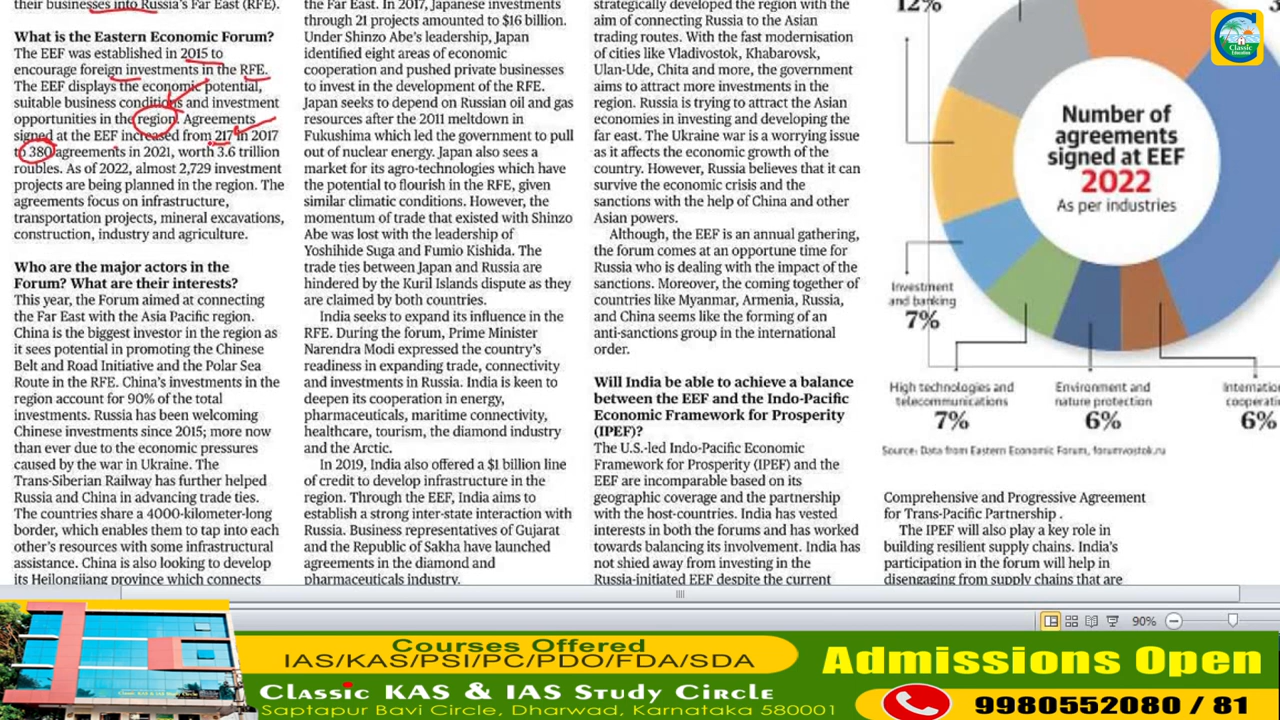 their businesses into Russia's Far East (RFE).
What is the Eastern Economic Forum?
The EEF was established in 2015 to
encourage foreign investments in the RFE.
The EEF displays the economic potential,
suitable business conditions and investment
opportunities in the region. Agreements
signed at the EEF increased from 217 in 2017
to 380 agreements in 2021, worth 3.6 trillion
roubles. As of 2022, almost 2,729 investment
projects are being planned in the region. The
agreements focus on infrastructure,
transportation projects, mineral excavations,
construction, industry and agriculture.
Who are the major actors in the
Forum? What are their interests?
This year, the Forum aimed at connecting
the Far East with the Asia Pacific region.
China is the biggest investor in the region as
it sees potential in promoting the Chinese
Belt and Road Initiative and the Polar Sea
Route in the RFE. China's investments in the
region account for 90% of the total
investments. Russia has been welcoming
Chinese investments since 2015; more now
than ever due to the economic pressures
caused by the war in Ukraine. The
Trans-Siberian Railway has further helped
Russia and China in advancing trade ties.
The countries share a 4000-kilometer-long
border, which enables them to tap into each
other's resources with some infrastructural
assistance. China is also looking to develop
its Heilongjiang province which connects
the Far East. In 2017, Japanese investments
through 21 projects amounted to $16 billion.
Under Shinzo Abe's leadership, Japan
identified eight areas of economic
cooperation and pushed private businesses
to invest in the development of the RFE.
Japan seeks to depend on Russian oil and gas
resources after the 2011 meltdown in
Fukushima which led the government to pull
out of nuclear energy. Japan also sees a
market for its agro-technologies which have
the potential to flourish in the RFE, given
similar climatic conditions. However, the
momentum of trade that existed with Shinzo
Abe was lost with the leadership of
Yoshihide Suga and Fumio Kishida. The
trade ties between Japan and Russia are
hindered by the Kuril Islands dispute as they
are claimed by both countries.
India seeks to expand its influence in the
RFE. During the forum, Prime Minister
Narendra Modi expressed the country's
readiness in expanding trade, connectivity
and investments in Russia. India is keen to
deepen its cooperation in energy,
pharmaceuticals, maritime connectivity,
healthcare, tourism, the diamond industry
and the Arctic.
In 2019, India also offered a $1 billion line
of credit to develop infrastructure in the
region. Through the EEF, India aims to
establish a strong inter-state interaction with
Russia. Business representatives of Gujarat
and the Republic of Sakha have launched
agreements in the diamond and
pharmaceuticals industry.
strategically developed the region with the
aim of connecting Russia to the Asian
trading routes. With the fast modernisation
of cities like Vladivostok, Khabarovsk,
Ulan-Ude, Chita and more, the government
aims to attract more investments in the
region. Russia is trying to attract the Asian
economies in investing and developing the
far east. The Ukraine war is a worrying issue
as it affects the economic growth of the
country. However, Russia believes that it can
survive the economic crisis and the
sanctions with the help of China and other
Asian powers.
Although, the EEF is an annual gathering,
the forum comes at an opportune time for
Russia who is dealing with the impact of the
sanctions. Moreover, the coming together of
countries like Myanmar, Armenia, Russia,
and China seems like the forming of an
anti-sanctions group in the international
order.
Will India be able to achieve a balance
between the EEF and the Indo-Pacific
Economic Framework for Prosperity
(IPEF)?
The U.S.-led Indo-Pacific Economic
Framework for Prosperity (IPEF) and the
EEF are incomparable based on its
geographic coverage and the partnership
with the host-countries. India has vested
interests in both the forums and has worked
towards balancing its involvement. India has
not shied away from investing in the
Russia-initiated EEF despite the current
12%
Number of
agreements
signed at EEF
2022
As per industries
Investment
and banking
7%
High technologies and
telecommunications
7%
Environment and
nature protection
6%
Internatio
cooperati
6%
Source: Data from Eastern Economic Forum, forumvostok.ru
Comprehensive and Progressive Agreement
for Trans-Pacific Partnership .
The IPEF will also play a key role in
building resilient supply chains. India's
participation in the forum will help in
disengaging from supply chains that are
Classic
Education
90%
Courses Offered
IAS/KAS/PSI/PC/PDO/FDA/SDA
Classic KAS & IAS Study Circle
Saptapur Bavi Circle, Dharwad, Karnataka 580001
Admissions Open
9980552080 / 81